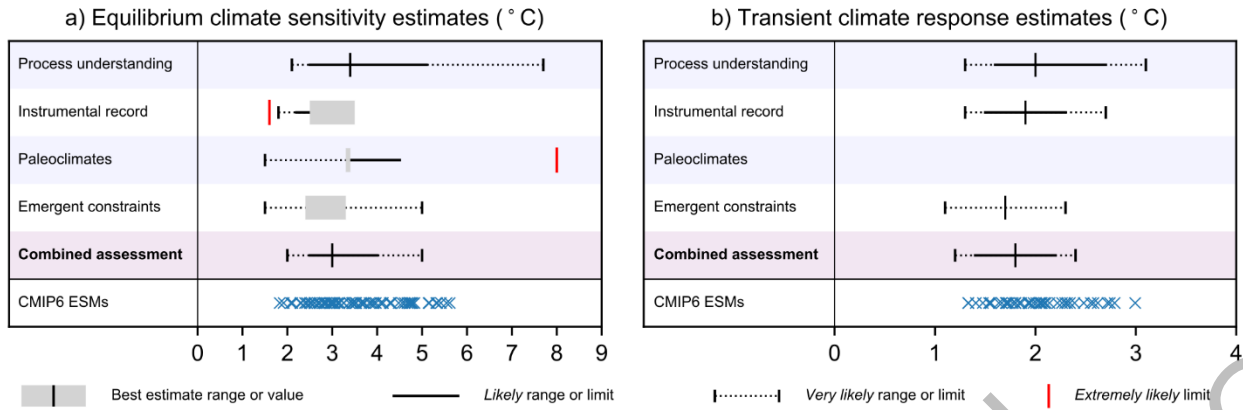 a) Equilibrium climate sensitivity estimates (°C)
Process understanding
Instrumental record
Paleoclimates
Emergent constraints
Combined assessment
CMIP6 ESMs
0 1 2 3 4 5 6 7 8 9
b) Transient climate response estimates (°C)
Process understanding
Instrumental record
Paleoclimates
Emergent constraints
Combined assessment
CMIP6 ESMs
0 1 2 3 4
Best estimate range or value Likely range or limit Very likely range or limit Extremely likely limit